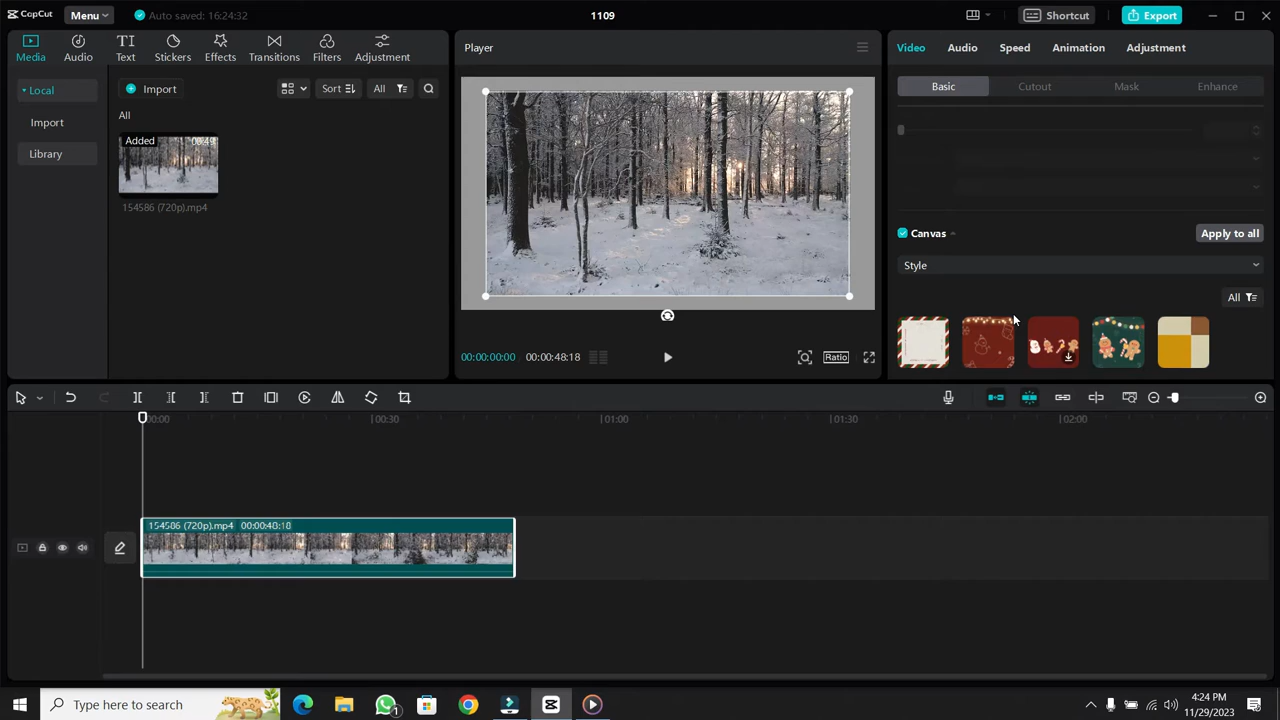 CapCut
Menu
Auto saved: 16:24:32
1109
Shortcut
Export
Media
Audio
Text
Stickers
Effects
Transitions
Filters
Adjustment
Player
Video
Audio
Speed
Animation
Adjustment
Local
Import
Sort
All
Basic
Cutout
Mask
Enhance
All
Import
Added
00:49
Library
154586 (720p).mp4
Canvas
Apply to all
Style
All
00:00:00:00
00:00:48:18
Ratio
00:00
00:30
01:00
01:30
02:00
154586 (720p).mp4
00:00:48:18
Type here to search
1
4:24 PM
11/29/2023